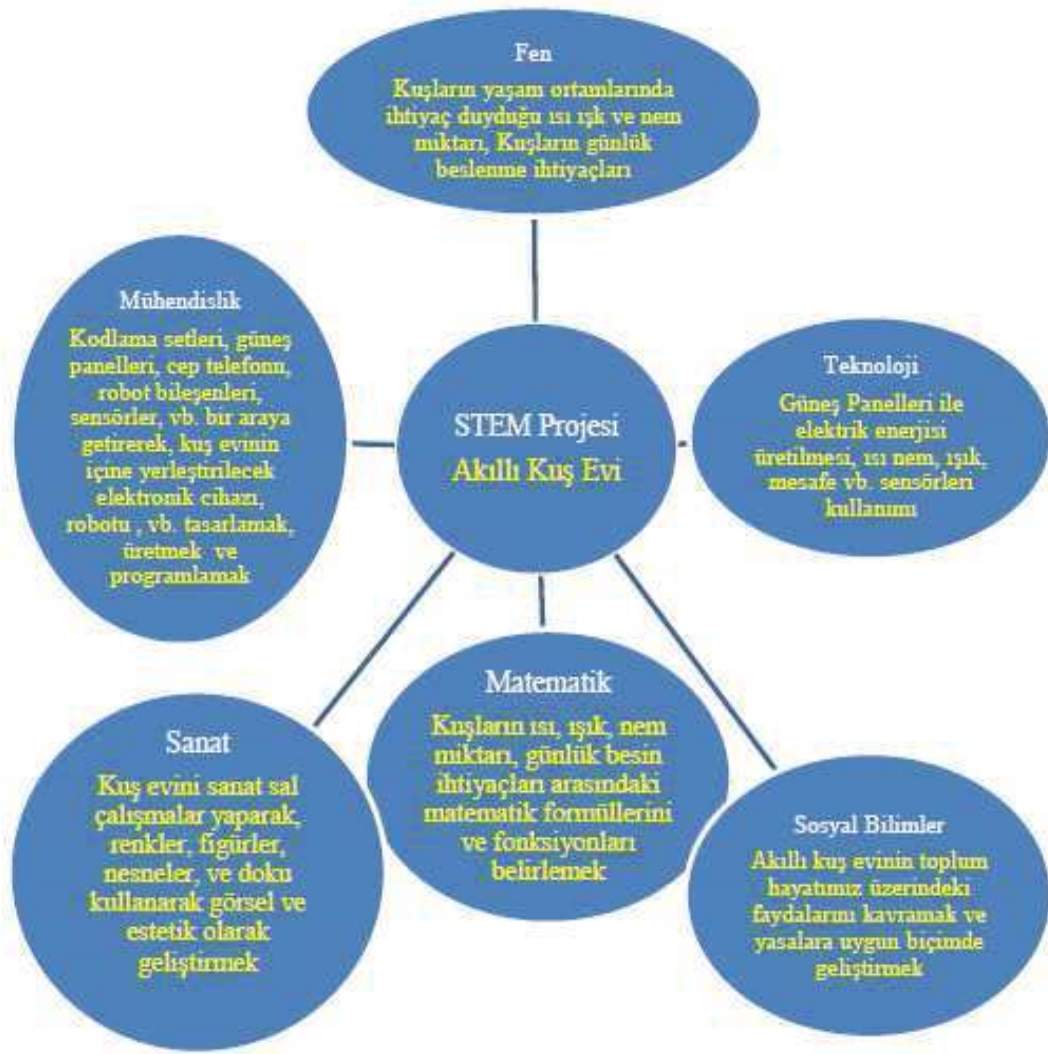 Fen
Kuşların yaşam ortamlarında
ihtiyaç duyduğu ısı ışk ve nem
miktarı, Kuşların günlük
beslenme ihtiyaçları
Mühendislik
Kodlama setleri, güneş
panelleri, cep telefonu,
robot bileşenleri,
sensörler, vb. bir araya
getirerek, kuş evinin
içine yerleştirilecek
elektronik cihazı,
robotu , vb. tasarlamak,
üretmek ve
programlamak
STEM Projesi
Akıllı Kuş Evi
Teknoloji
Güneş Panelleri ile
elektrik enerjisi
üretilmesi, ısı nem, ışık,
mesafe vb. sensörleri
kullanımı
Sanat
Kuş evini sanat sal
çalışmalar yaparak,
renkler, figürler,
nesneler, ve doku
kullanarak görsel ve
estetik olarak
geliştirmek
Matematik
Kuşların ısı, ışık, nem
miktarı, günlük besin
ihtiyaçları arasındaki
matematik formüllerini
ve fonksiyonları
belirlemek
Sosyal Bilimler
Akıllı kuş evinin toplum
hayatımız üzerindeki
faydalarını kavramak ve
yasalara uygun biçimde
geliştirmek